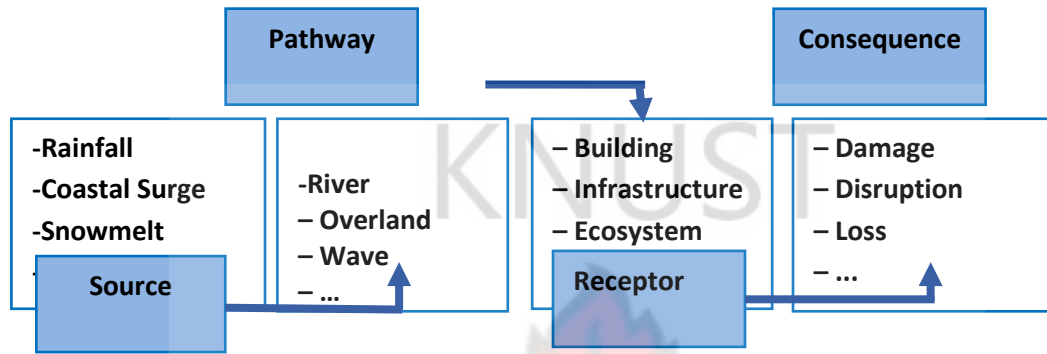 Pathway
Consequence
-Rainfall
-Coastal Surge
-Snowmelt
Source
-River
– Overland
– Wave
– ...
– Building
– Infrastructure
– Ecosystem
Receptor
– Damage
– Disruption
– Loss
– ...
KNUST